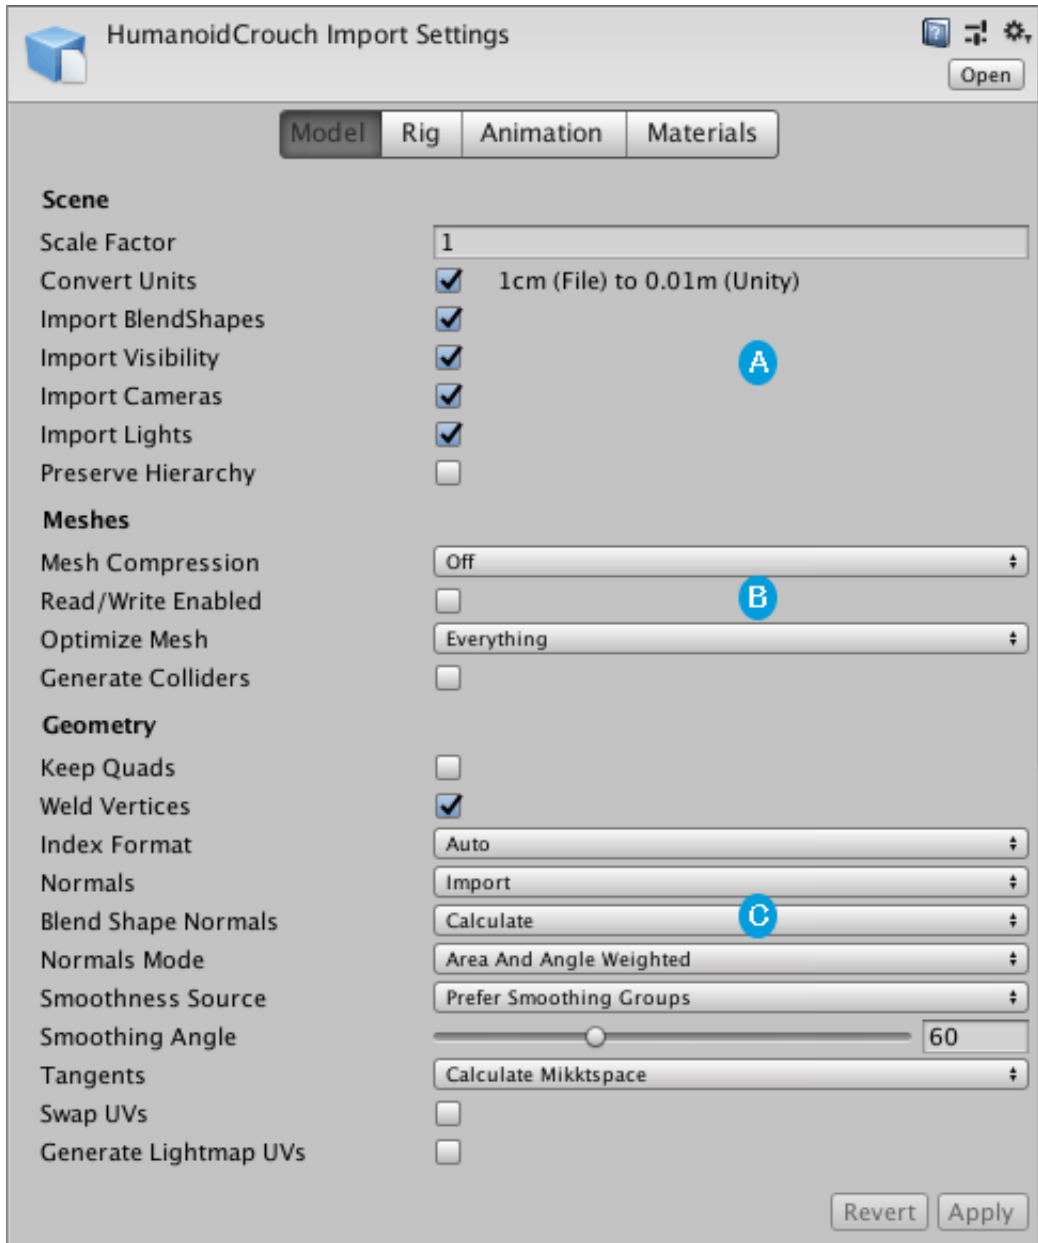 HumanoidCrouch Import Settings
Open
Model Rig Animation Materials
Scene
Scale Factor 1
Convert Units 1cm (File) to 0.01m (Unity)
Import BlendShapes
Import Visibility
A
Import Cameras
Import Lights
Preserve Hierarchy
Meshes
Mesh Compression Off
Read/Write Enabled B
Optimize Mesh Everything
Generate Colliders
Geometry
Keep Quads
Weld Vertices
Index Format Auto
Normals Import
Blend Shape Normals Calculate C
Normals Mode Area And Angle Weighted
Smoothness Source Prefer Smoothing Groups
Smoothing Angle 60
Tangents Calculate Mikktspace
Swap UVs
Generate Lightmap UVs
Revert Apply